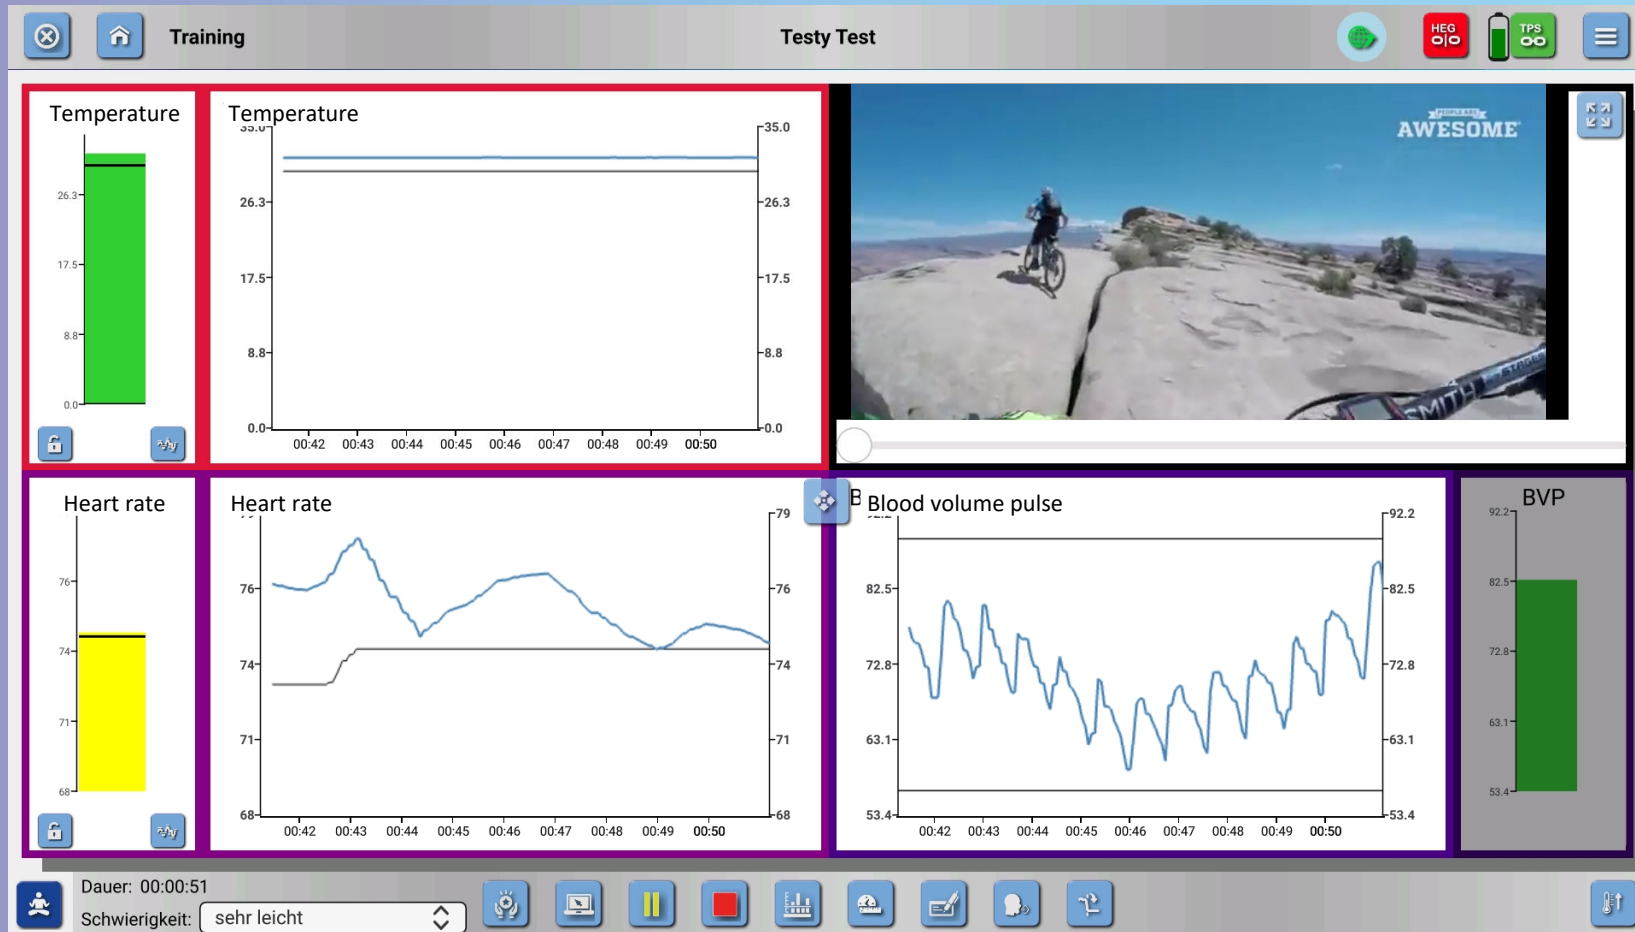 Training
Testy Test
HEG
TPS
Temperature
26.3
17.5
8.8
0.0
Temperature
35.0
35.0
26.3
26.3
17.5
17.5
8.8
8.8
0.0
0.0
00:42 00:43 00:44 00:45 00:46 00:47 00:48 00:49 00:50
PEOPLE ARE
AWESOME
SMITH
STAGES
Heart rate
76
74
71
68
Heart rate
79
76
76
74
74
71
71
68
68
00:42 00:43 00:44 00:45 00:46 00:47 00:48 00:49 00:50
B
Blood volume pulse
92.2
92.2
82.5
82.5
72.8
72.8
63.1
63.1
53.4
53.4
00:42 00:43 00:44 00:45 00:46 00:47 00:48 00:49 00:50
BVP
92.2
82.5
72.8
63.1
53.4
Dauer: 00:00:51
Schwierigkeit: sehr leicht